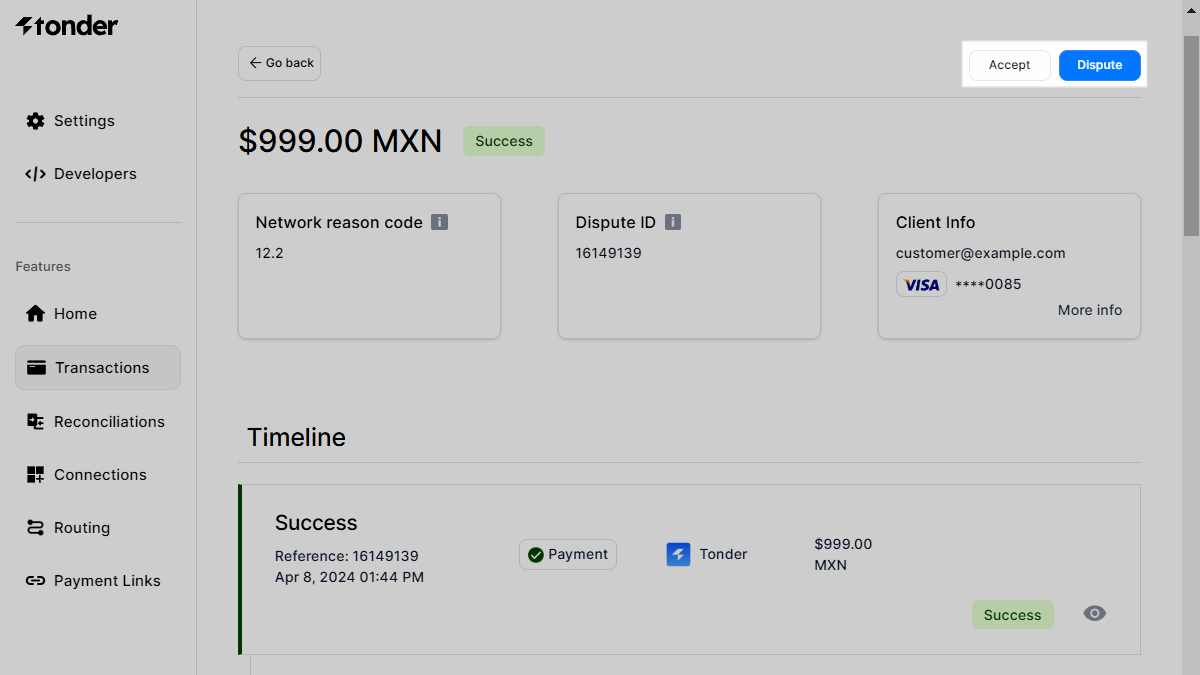 tonder
Settings
Developers
Features
Home
Transactions
Reconciliations
Connections
Routing
Payment Links
Go back
Accept
Dispute
$999.00 MXN
Success
Network reason code
12.2
Dispute ID
16149139
Client Info
customer@example.com
VISA ****0085
More info
Timeline
Success
Reference: 16149139
Apr 8, 2024 01:44 PM
Payment
Tonder
$999.00
MXN
Success